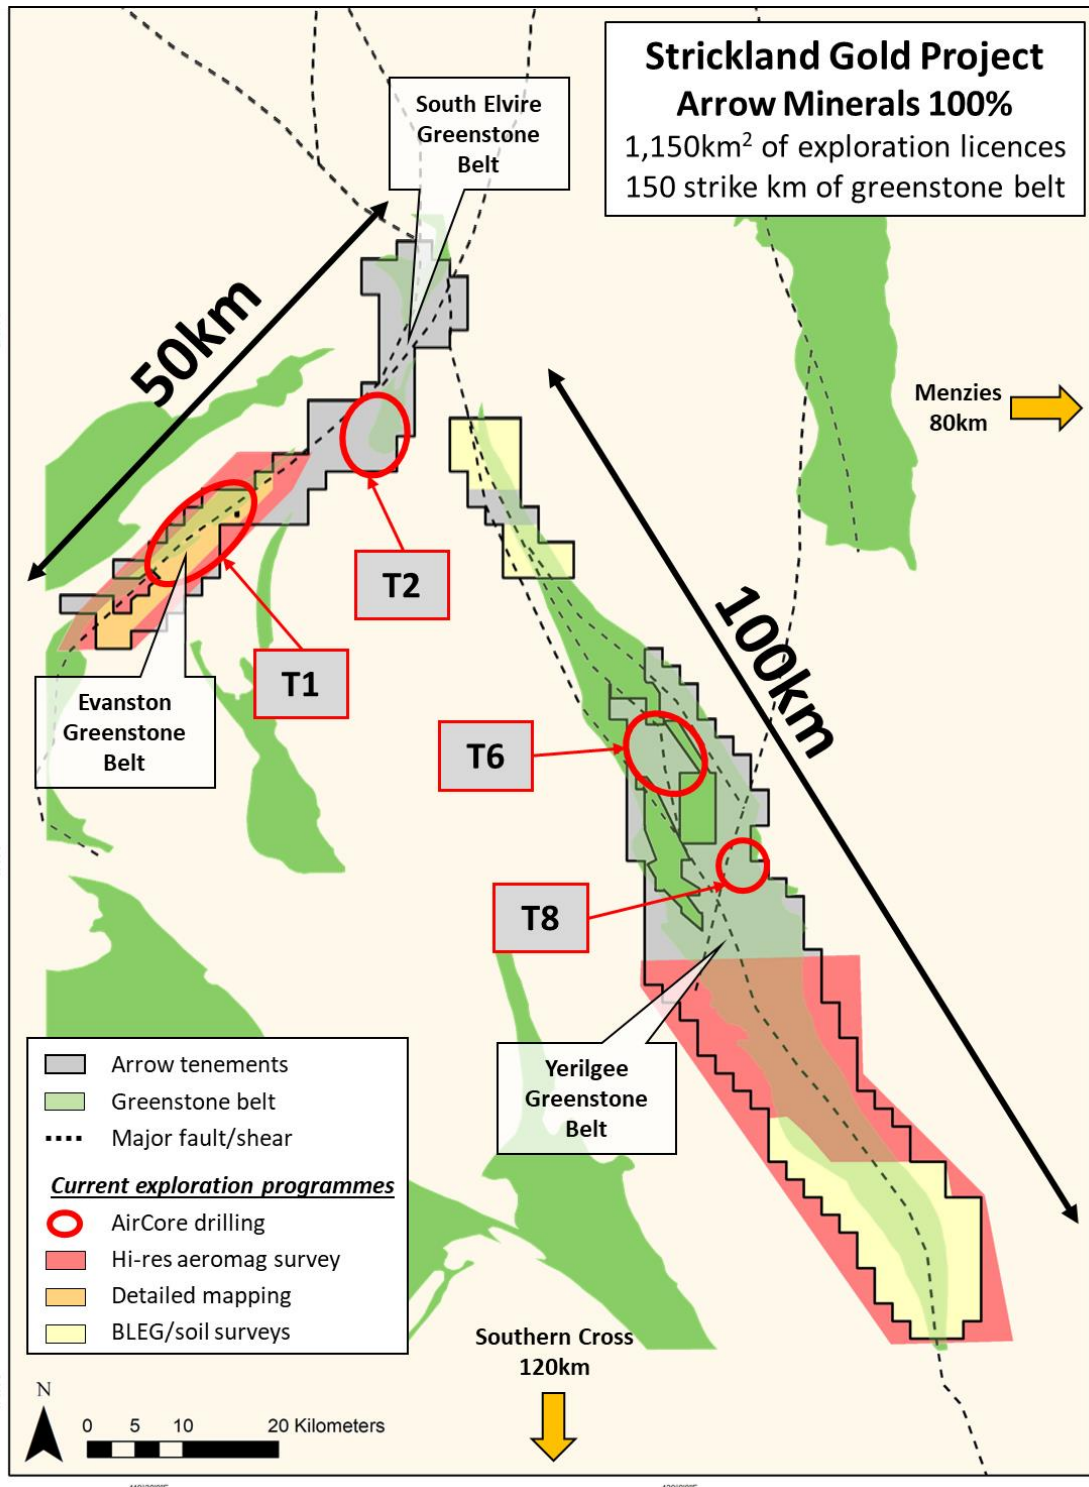 Strickland Gold Project
Arrow Minerals 100%
1,150km² of exploration licences
150 strike km of greenstone belt
South Elvire
Greenstone
Belt
50km
Menzies
80km
T2
100km
T1
Evanston
Greenstone
Belt
T6
T8
Yerilgee
Greenstone
Belt
Arrow tenements
Greenstone belt
Major fault/shear
Current exploration programmes
AirCore drilling
Hi-res aeromag survey
Detailed mapping
BLEG/soil surveys
Southern Cross
120km
N
0 5 10 20 Kilometers